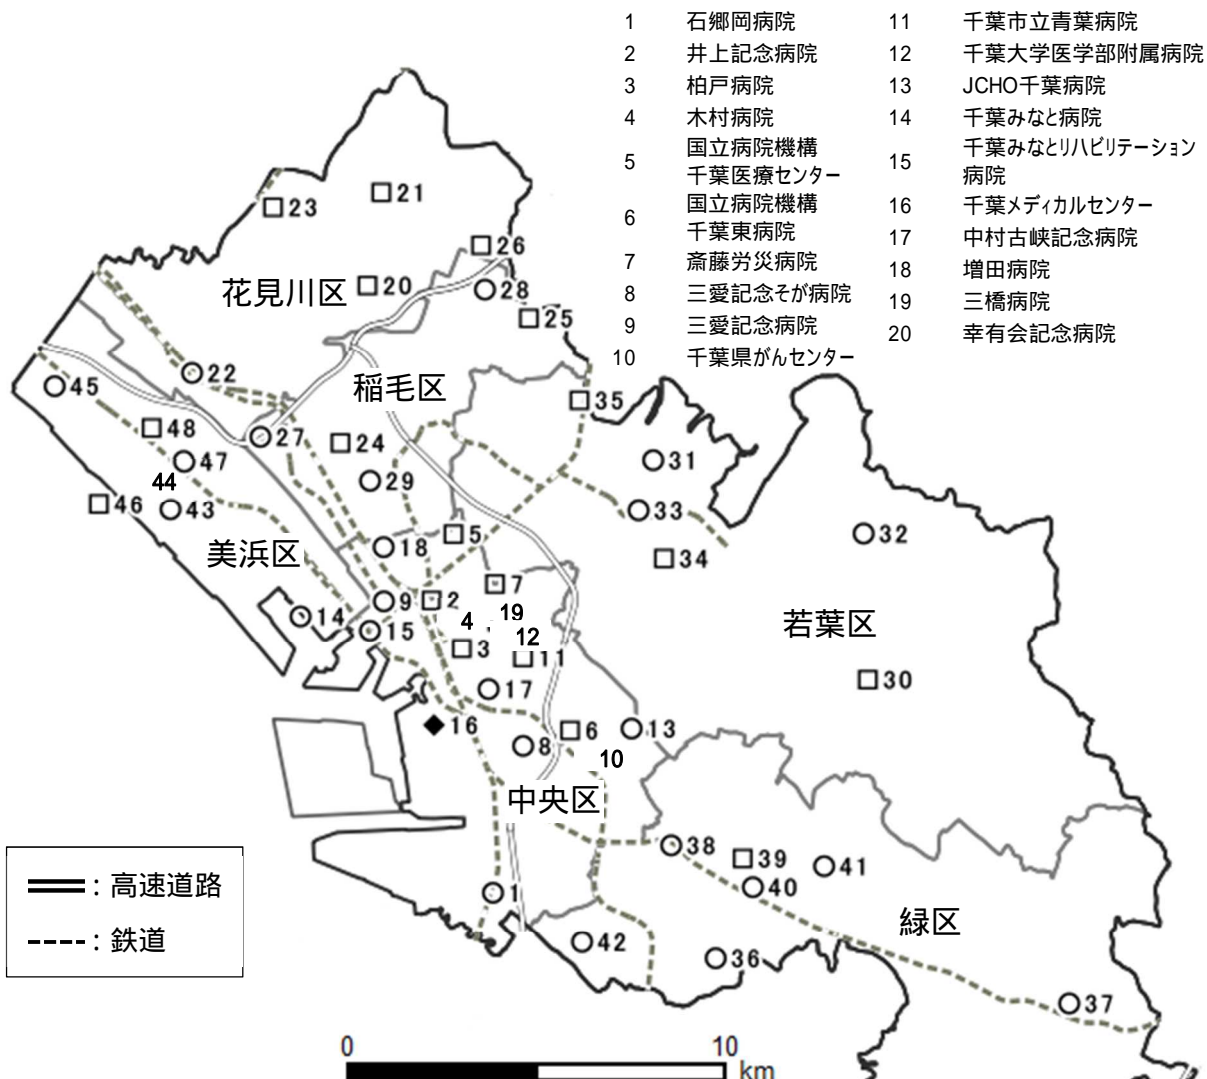 1 石郷岡病院 11 千葉市立青葉病院
2 井上記念病院 12 千葉大学医学部附属病院
3 柏戸病院 13 JCHO千葉病院
4 木村病院 14 千葉みなと病院
5 国立病院機構
千葉医療センター
15 千葉みなとリハビリテーション
病院
6 国立病院機構
千葉東病院
16 千葉メディカルセンター
7 斎藤労災病院 17 中村古峡記念病院
8 三愛記念そが病院 18 増田病院
9 三愛記念病院 19 三橋病院
10 千葉県がんセンター 20 幸有会記念病院
21
23
26
花見川区
20
28
25
22
稲毛区
35
45
48
27
24
31
47
44
29
46
43
33
5
32
美浜区
18
34
7
9
2
19
14
4
12
若葉区
15
3
11
30
17
16
6
13
8
10
中央区
38
39
41
40
:高速道路
1
緑区
:鉄道
42
36
37
0 10
km